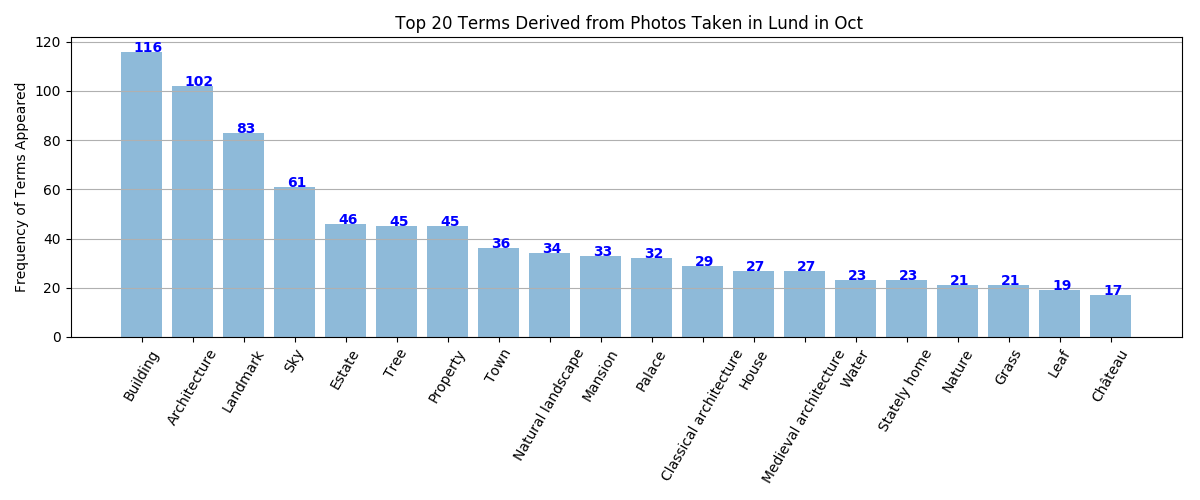 Top 20 Terms Derived from Photos Taken in Lund in Oct
Frequency of Terms Appeared
120
100
80
60
40
20
0
116
102
83
61
46
45
45
36
34
33
32
29
27
27
23
23
21
21
19
17
Building
Architecture
Landmark
Sky
Estate
Tree
Property
Town
Natural landscape
Mansion
Palace
Classical architecture
House
Medieval architecture
Water
Stately home
Nature
Grass
Leaf
Château